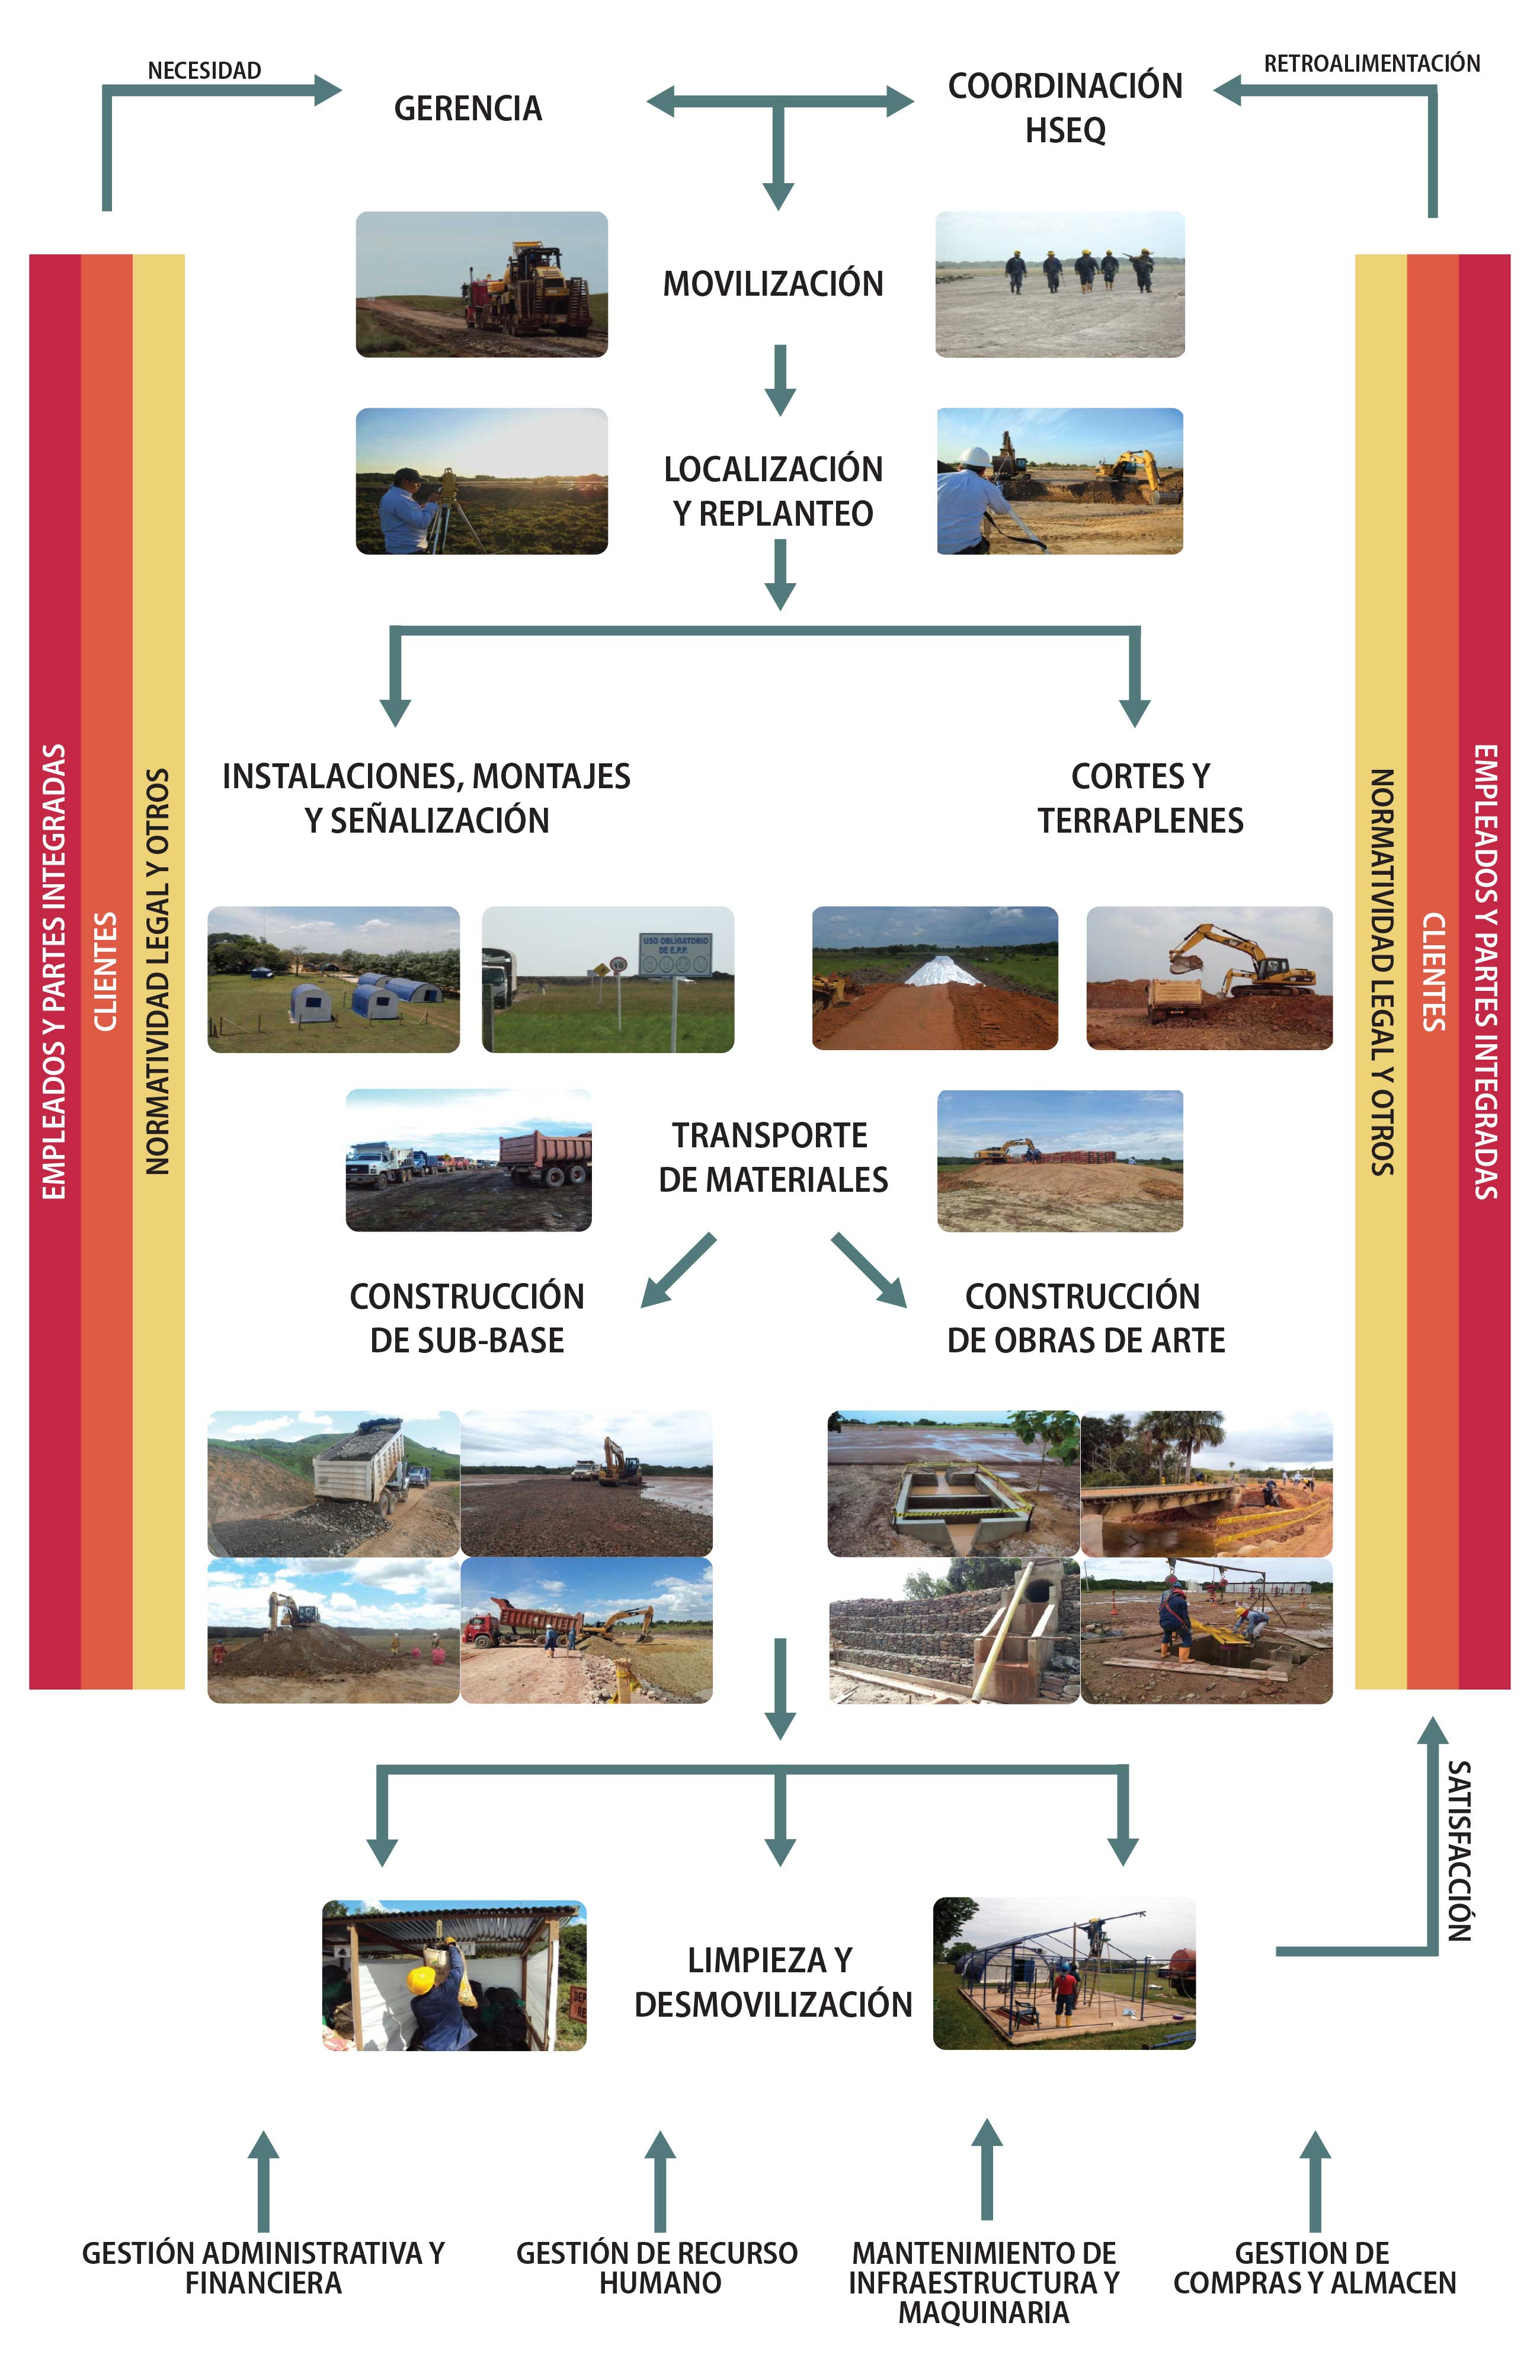 NECESIDAD
RETROALIMENTACIÓN
GERENCIA
COORDINACIÓN
HSEQ
MOVILIZACIÓN
LOCALIZACIÓN
Y REPLANTEO
EMPLEADOS Y PARTES INTEGRADAS
CLIENTES
NORMATIVIDAD LEGAL Y OTROS
INSTALACIONES, MONTAJES
Y SEÑALIZACIÓN
CORTES Y
TERRAPLENES
NORMATIVIDAD LEGAL Y OTROS
CLIENTES
EMPLEADOS Y PARTES INTEGRADAS
USO OBLIGATORIO
DE E.P.P.
TRANSPORTE
DE MATERIALES
CONSTRUCCIÓN
DE SUB-BASE
CONSTRUCCIÓN
DE OBRAS DE ARTE
SATISFACCIÓN
LIMPIEZA Y
DESMOVILIZACIÓN
GESTIÓN ADMINISTRATIVA Y
FINANCIERA
GESTIÓN DE RECURSO
HUMANO
MANTENIMIENTO DE
INFRAESTRUCTURA Y
MAQUINARIA
GESTION DE
COMPRAS Y ALMACEN